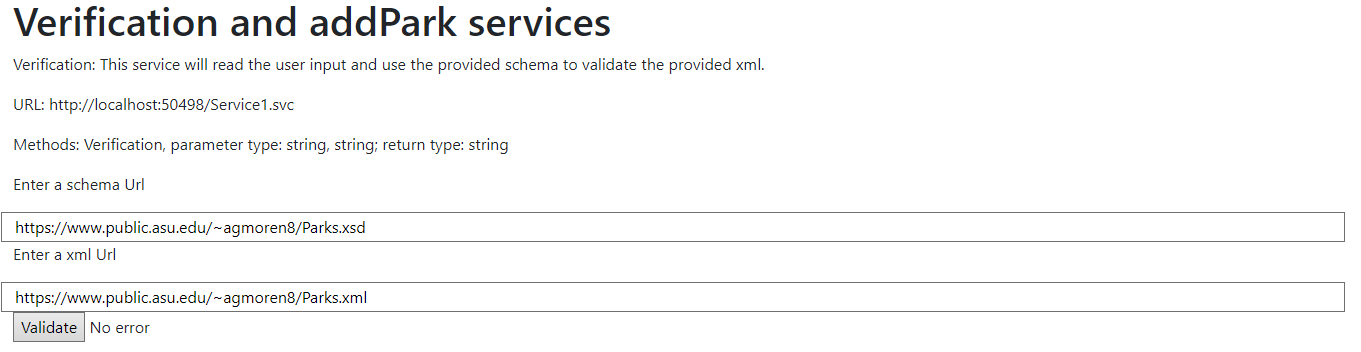 Verification and addPark services
Verification: This service will read the user input and use the provided schema to validate the provided xml.
URL: http://localhost:50498/Service1.svc
Methods: Verification, parameter type: string, string; return type: string
Enter a schema Url
https://www.public.asu.edu/~agmoren8/Parks.xsd
Enter a xml Url
https://www.public.asu.edu/~agmoren8/Parks.xml
Validate No error